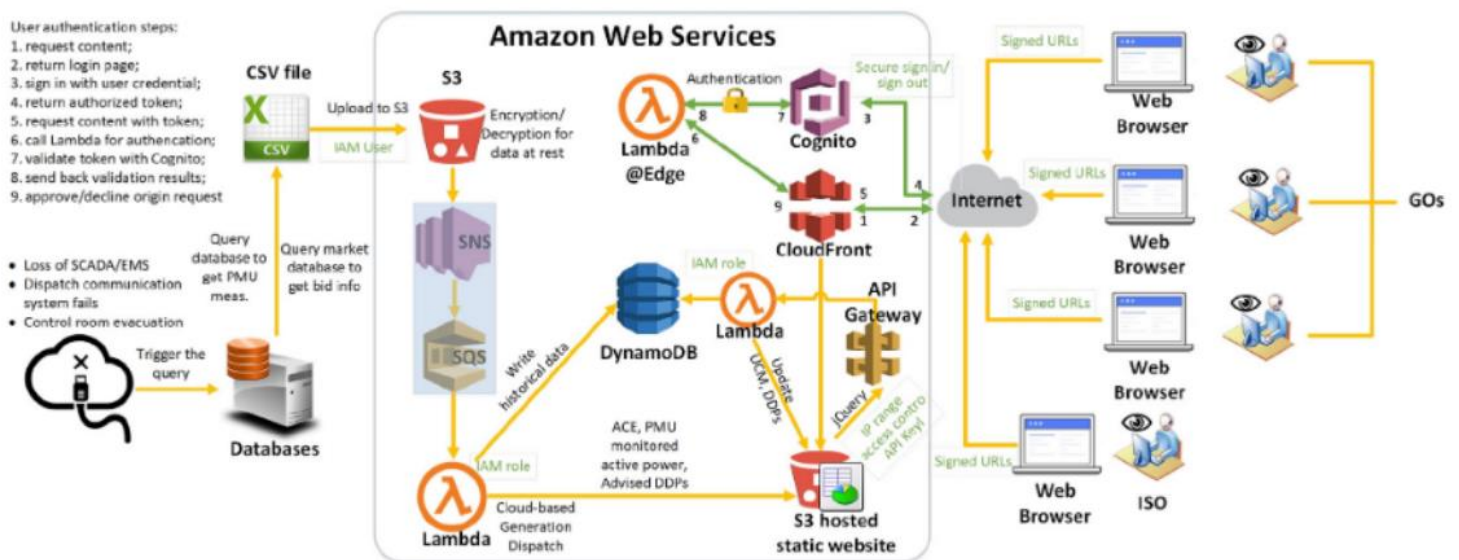 User authentication steps:
1. request content;
2. return login page;
3. sign in with user credential;
4. return authorized token;
5. request content with token;
6. call Lambda for authencation;
7. validate token with Cognito;
8. send back validation results;
9. approve/decline origin request
CSV file
X
CSV
Upload to S3
IAM User
Query
database to
get PMU
meas.
Query market
database to
get bid info
• Loss of SCADA/EMS
• Dispatch communication
system fails
• Control room evacuation
Trigger the
query
Databases
Amazon Web Services
S3
Encryption/
Decryption for
data at rest
SNS
SQS
Write
historical data
IAM role
Lambda
Cloud-based
Generation
Dispatch
ACE, PMU
monitored
active power,
Advised DDPs
Authentication
8
7
6
Lambda
@Edge
Cognito
3
Secure sign in/
sign out
9
5
1
4
2
CloudFront
IAM role
DynamoDB
Lambda
API
Gateway
Update
UCM, DDPs
jQuery
IP range
access contro
API Keyl
S3 hosted
static website
Internet
Signed URLs
Web
Browser
Signed URLs
Web
Browser
Signed URLs
Web
Browser
Signed URLs
Web
Browser
ISO
GOs